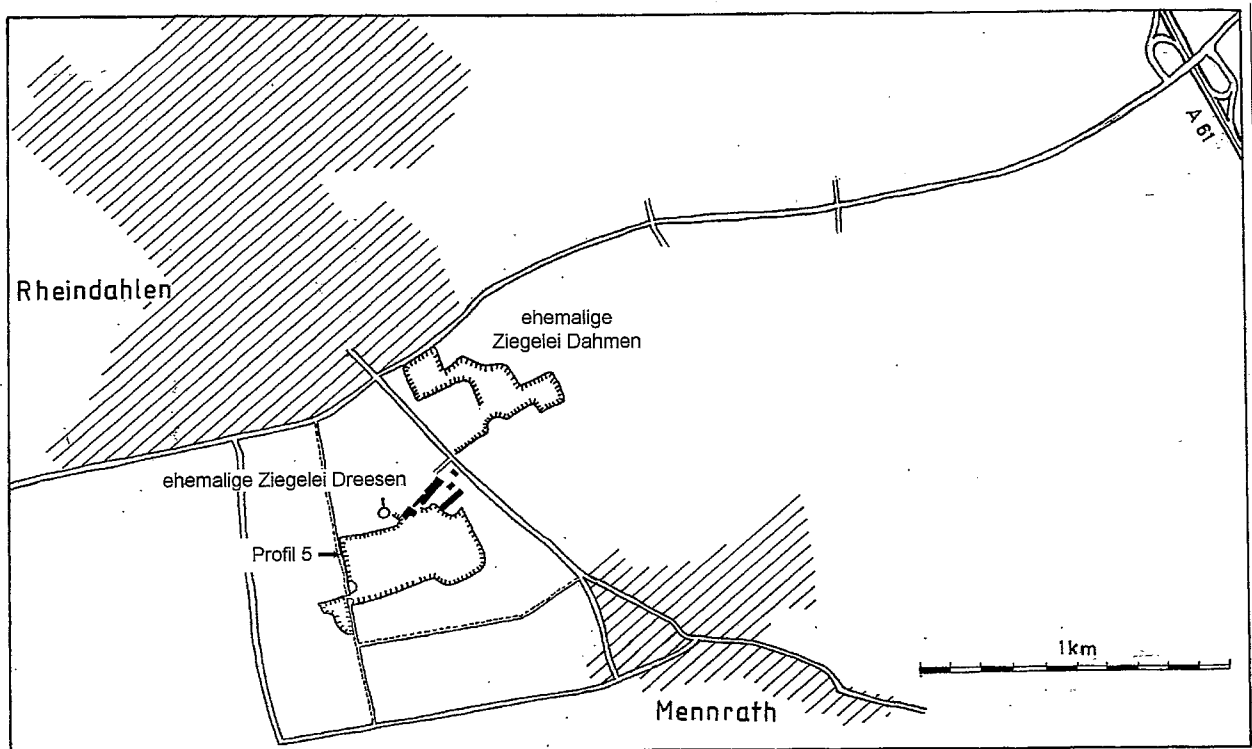 A 61
Rheindahlen
ehemalige
Ziegelei Dahmen
ehemalige Ziegelei Dreesen
Profil 5
1km
Mennrath